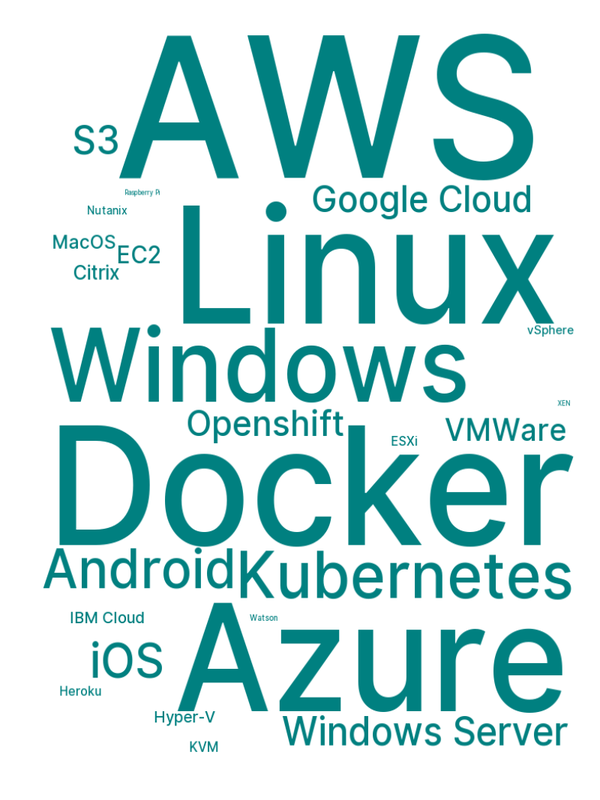 AWS
S3
Raspberry Pi
Google Cloud
Nutanix
Linux
MacOS
EC2
Citrix
vSphere
Windows
XEN
Openshift
VMWare
ESXi
Docker
Android
Kubernetes
IBM Cloud
Watson
Azure
iOS
Heroku
Hyper-V
Windows Server
KVM